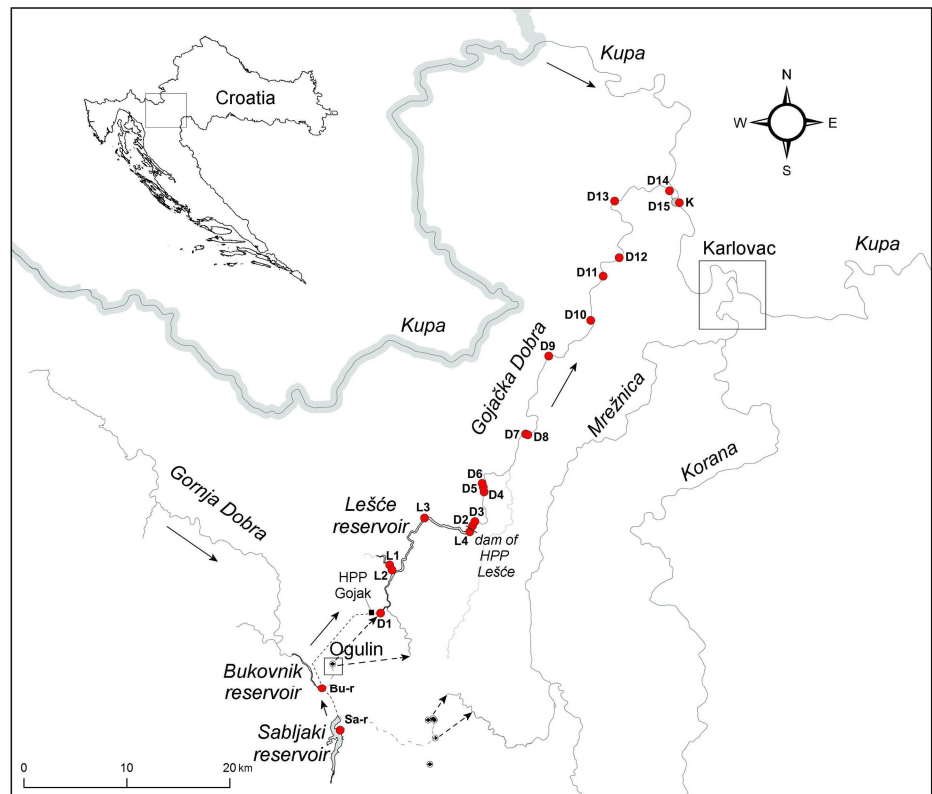 Kupa
Croatia
N
W
E
S
D14
D13
D15
K
Karlovac
Kupa
D12
D11
Kupa
D10
D9
Gojačka Dobra
Mrežnica
D7
D8
Korana
Gornja Dobra
D6
D5
D4
Lešće
reservoir
L3
D3
D2
L4
dam of
HPP
Lešće
L1
L2
HPP
Gojak
D1
Ogulin
Bukovnik
reservoir
Bu-r
Sabljaki
reservoir
Sa-r
0
10
20 km